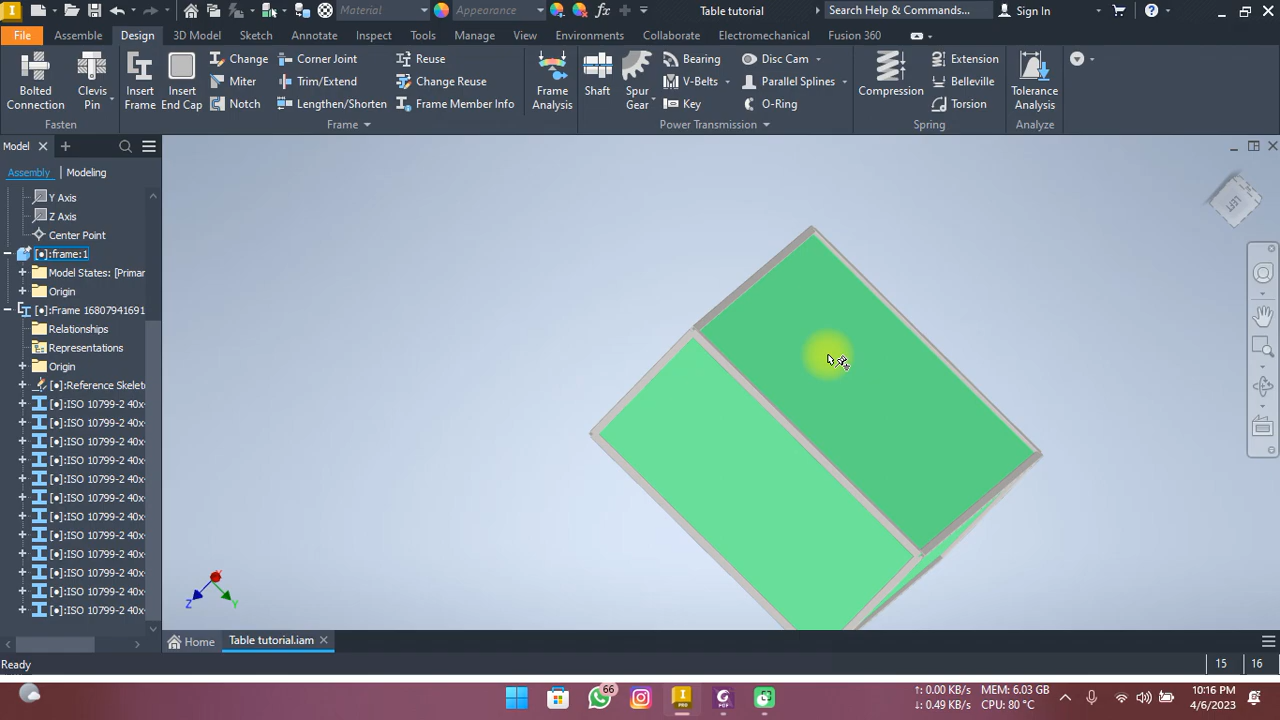 I PRO Material Appearance fx Table tutorial Search Help & Commands... Sign In ?
File Assemble Design 3D Model Sketch Annotate Inspect Tools Manage View Environments Collaborate Electromechanical Fusion 360
Bolted Connection Clevis Pin Insert Frame Insert End Cap Change Corner Joint Reuse Frame Analysis Shaft Spur Gear Bearing Disc Cam Compression Extension Tolerance Analysis
Miter Trim/Extend Change Reuse V-Belts Parallel Splines Belleville
Notch Lengthen/Shorten Frame Member Info Key O-Ring Torsion
Fasten Frame Power Transmission Spring Analyze
Model
Assembly Modeling
Y Axis
Z Axis
Center Point
[●]:frame:1
Model States: [Primar
Origin
[●]:Frame 16807941691
Relationships
Representations
Origin
[●]:Reference Skelet
[●]:ISO 10799-2 40x
[●]:ISO 10799-2 40x
[●]:ISO 10799-2 40x
[●]:ISO 10799-2 40x
[●]:ISO 10799-2 40x
[●]:ISO 10799-2 40x
[●]:ISO 10799-2 40x
[●]:ISO 10799-2 40x
[●]:ISO 10799-2 40x
[●]:ISO 10799-2 40x
[●]:ISO 10799-2 40x
[●]:ISO 10799-2 40x
LEFT
Z Y
Home Table tutorial.iam
Ready 15 16
66
I PRO
↑: 0.00 KB/s MEM: 6.03 GB 10:16 PM
↓: 0.49 KB/s CPU: 80 °C 4/6/2023